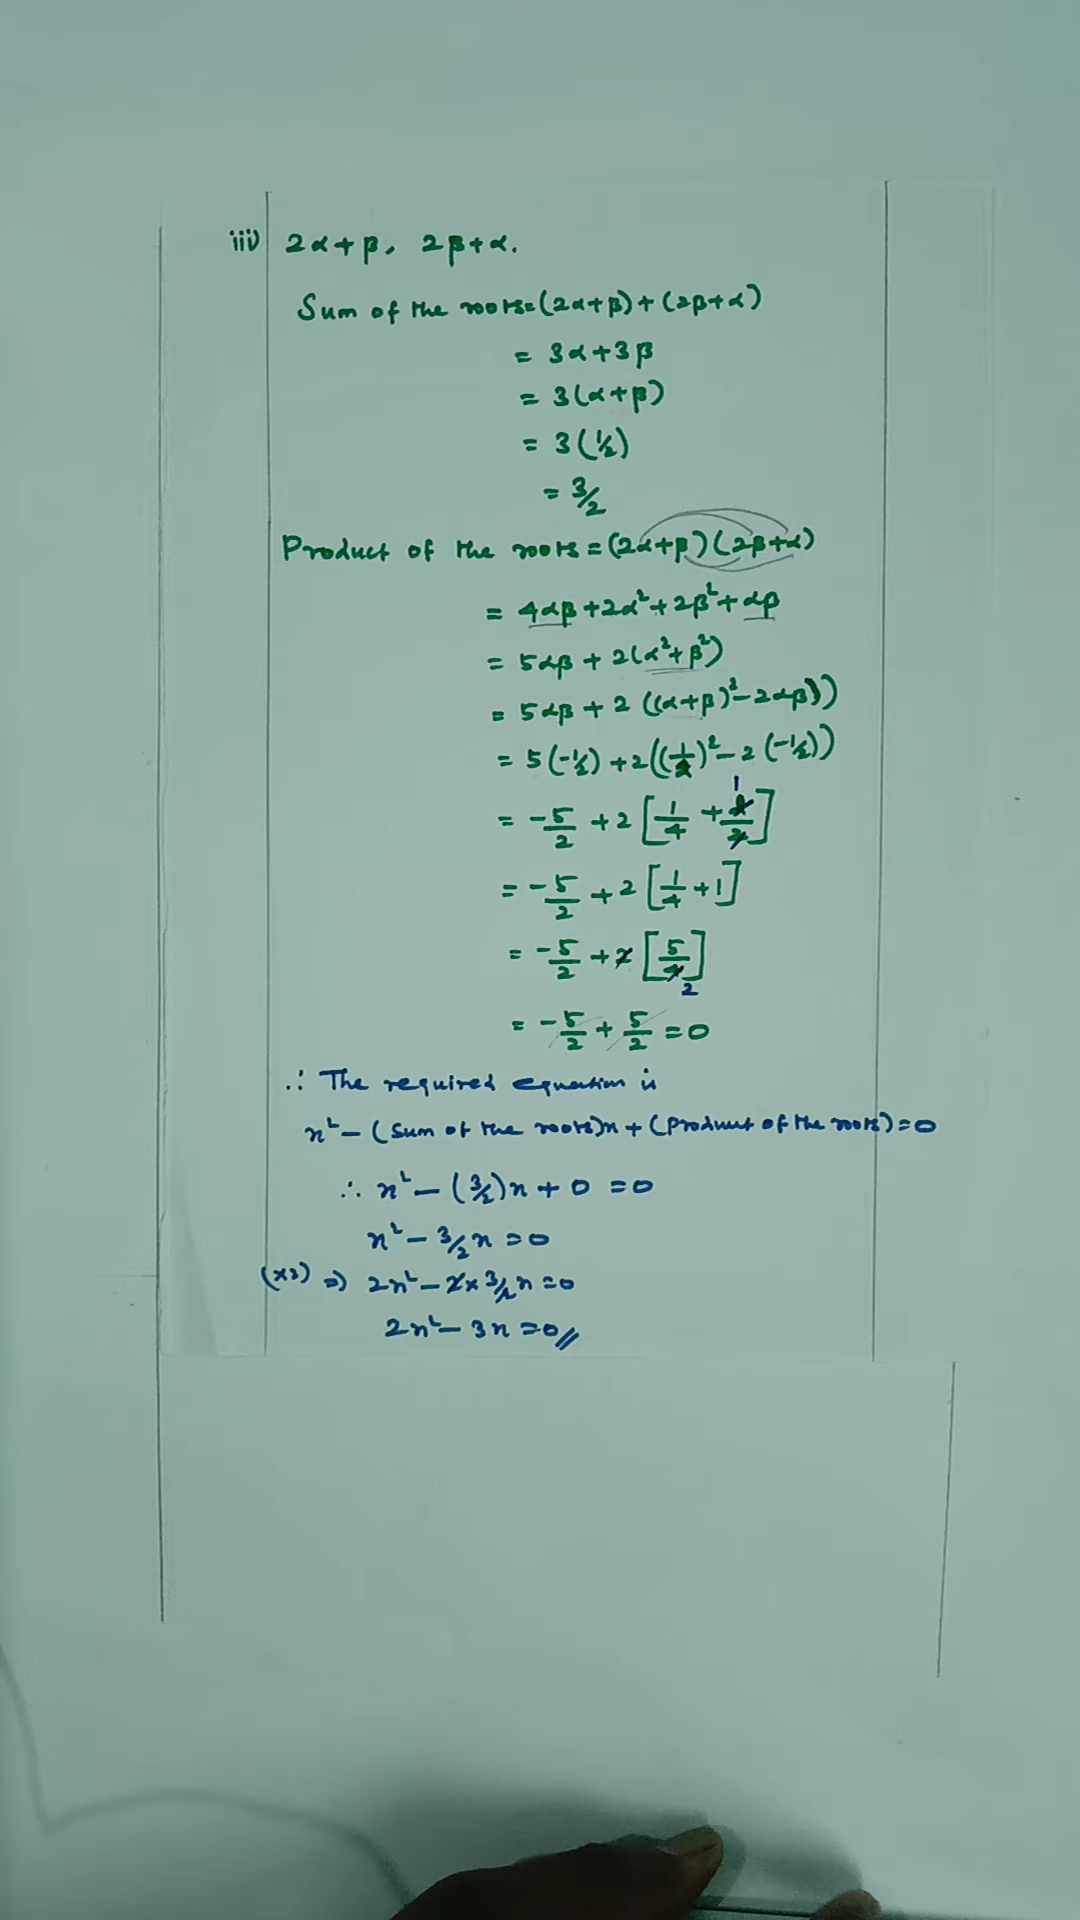 iii) 2α+β, 2β+α.
Sum of the roots=(2α+β)+(2β+α)
= 3α+3β
= 3(α+β)
= 3(1/2)
= 3/2
Product of the roots=(2α+β)(2β+α)
= 4αβ+2α²+2β²+αβ
= 5αβ + 2(α²+β²)
= 5αβ + 2 ((α+β)²-2αβ))
= 5(-1/2) +2((1/2)²-2(-1/2))
= -5/2 +2[1/4 +2/2] 1
= -5/2 +2[1/4+1]
= -5/2 +2[5/4] 2
= -5/2 + 5/2 =0
∴ The required equation is
x²-(Sum of the roots)x+(Product of the roots)=0
∴ x²-(3/2)x+0=0
x²-3/2x=0
(×2) ⇒ 2x²-2×3/2x=0
2x²-3x=0//